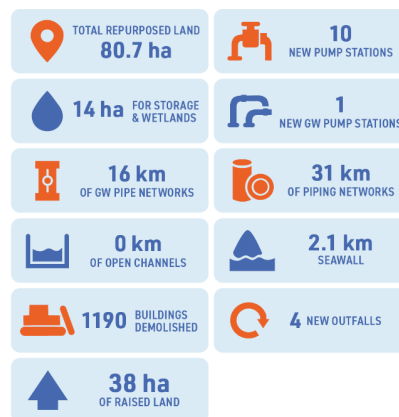 TOTAL REPURPOSED LAND
80.7 ha
10
NEW PUMP STATIONS
14 ha FOR STORAGE
& WETLANDS
1
NEW GW PUMP STATIONS
16 km
OF GW PIPE NETWORKS
31 km
OF PIPING NETWORKS
0 km
OF OPEN CHANNELS
2.1 km
SEAWALL
1190 BUILDINGS
DEMOLISHED
4 NEW OUTFALLS
38 ha
OF RAISED LAND